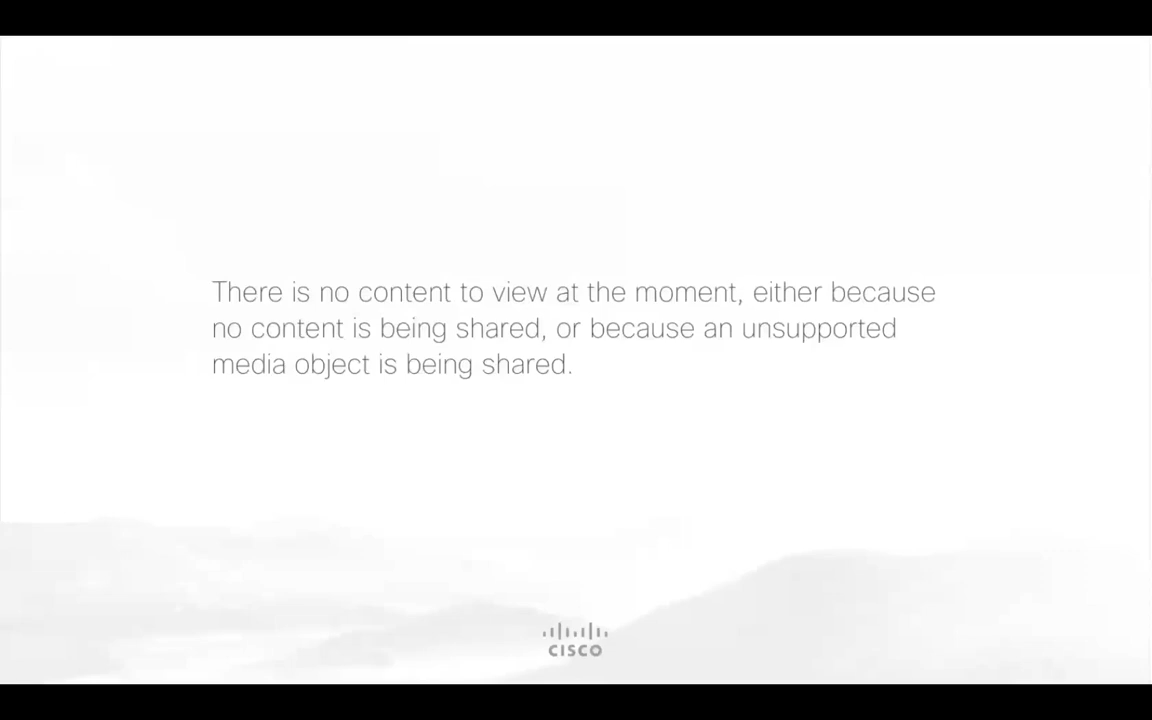 There is no content to view at the moment, either because
no content is being shared, or because an unsupported
media object is being shared.
CISCO